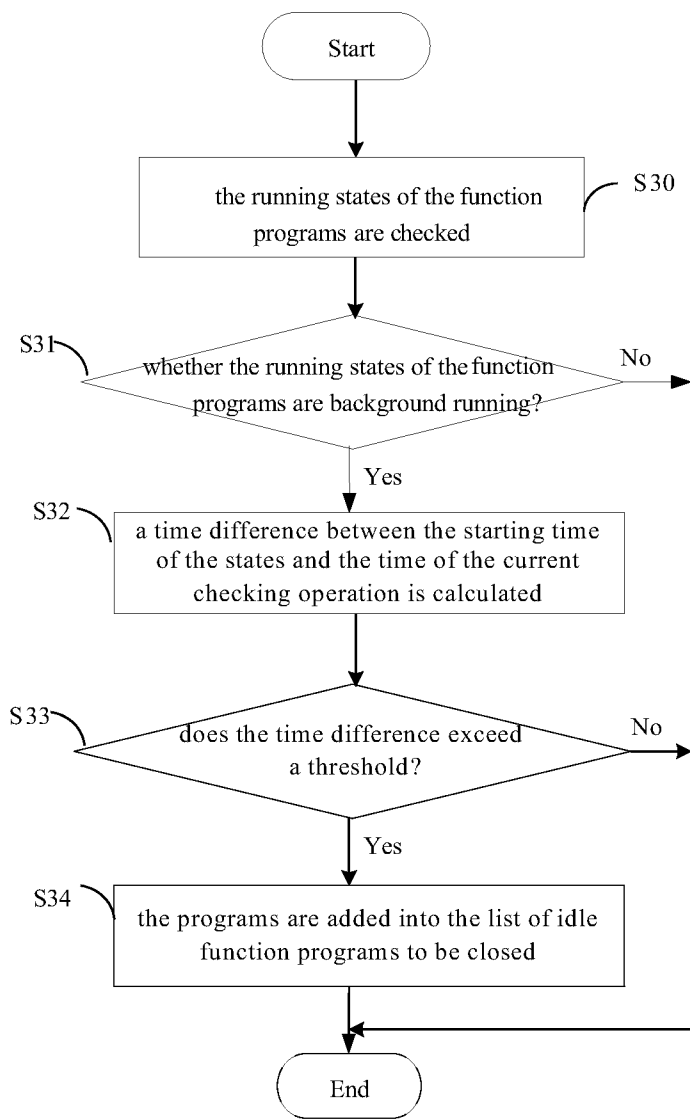 Start
the running states of the function
programs are checked
S30
S31
whether the running states of the function
programs are background running?
No
Yes
S32
a time difference between the starting time
of the states and the time of the current
checking operation is calculated
S33
does the time difference exceed
a threshold?
No
Yes
S34
the programs are added into the list of idle
function programs to be closed
End